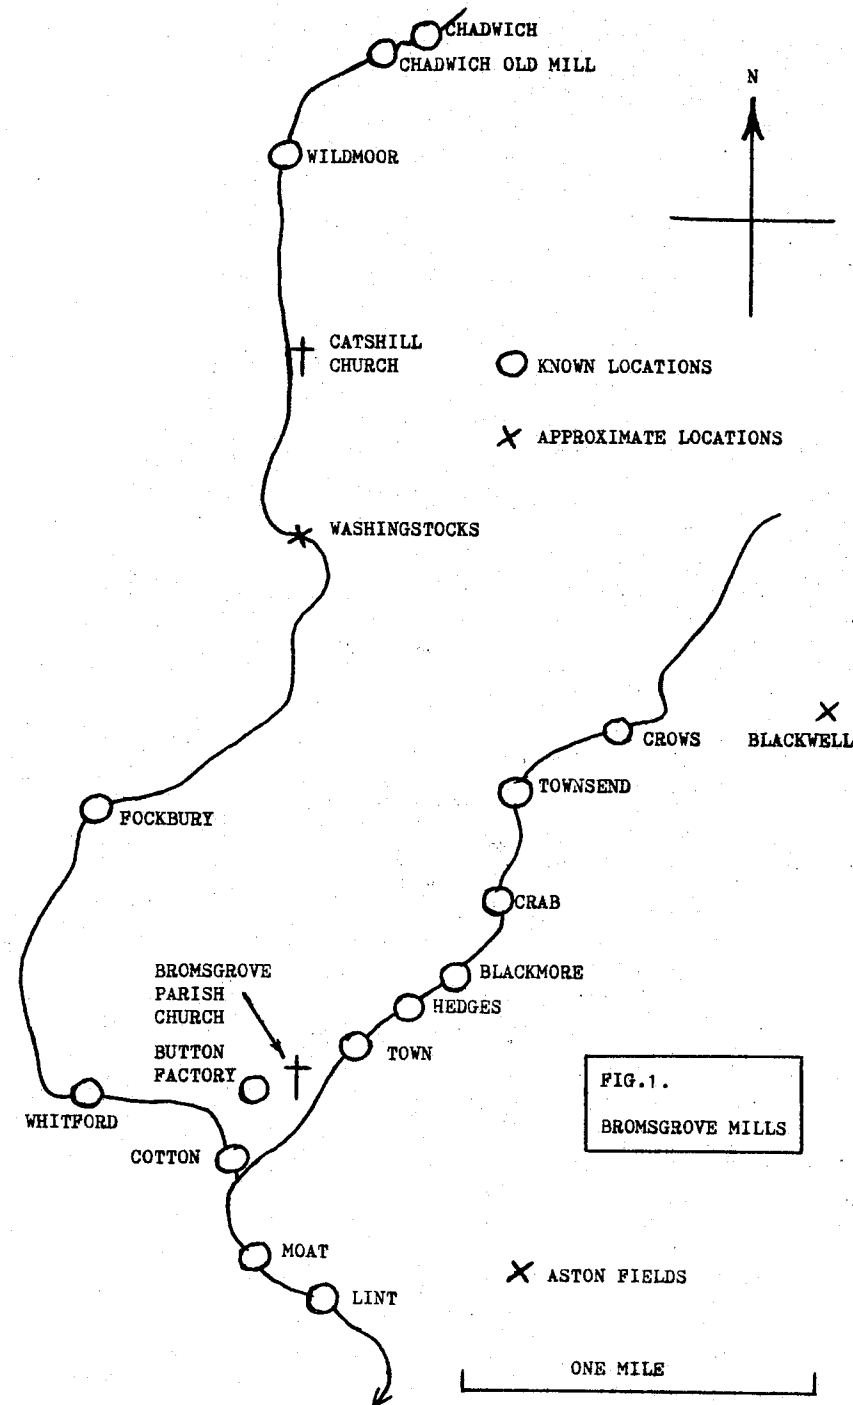 CHADWICH
CHADWICH OLD MILL
N
WILDMOOR
CATSHILL
CHURCH
KNOWN LOCATIONS
APPROXIMATE LOCATIONS
WASHINGSTOCKS
CROWS
BLACKWELL
TOWNSEND
FOCKBURY
CRAB
BROMSGROVE
PARISH
CHURCH
BLACKMORE
HEDGES
TOWN
BUTTON
FACTORY
WHITFORD
COTTON
FIG.1.
BROMSGROVE MILLS
MOAT
LINT
ASTON FIELDS
ONE MILE